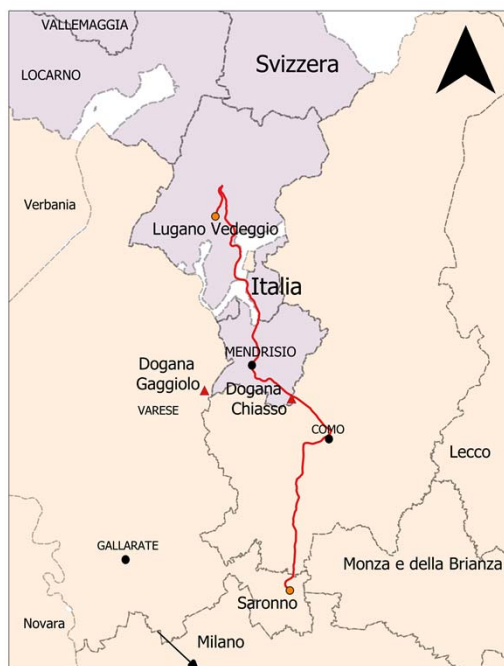 VALLEMAGGIA
Svizzera
LOCARNO
Verbania
Lugano Vedeggio
Italia
MENDRISIO
Dogana
Gaggiolo
Dogana
Chiasso
VARESE
COMO
Lecco
GALLARATE
Monza e della Brianza
Saronno
Novara
Milano